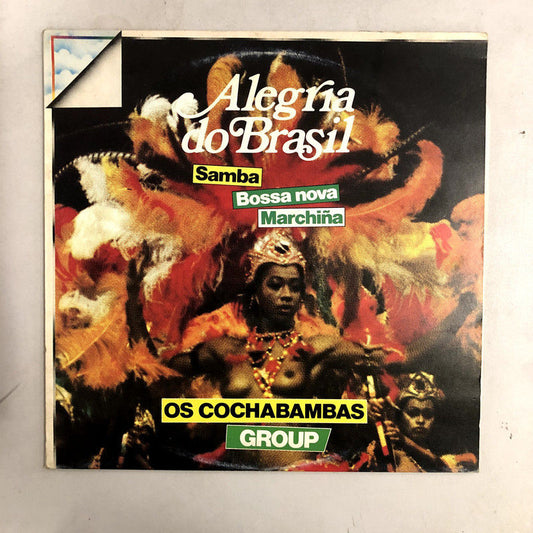 Alegria
do Brasil
Samba
Bossa nova
Marchiña
OS COCHABAMBAS
GROUP